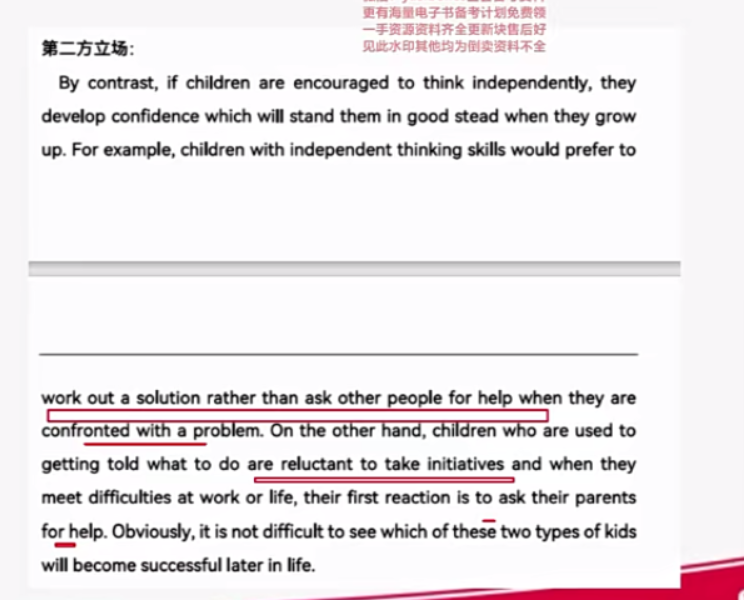 更有海量电子书备考计划免费领
一手资源资料齐全更新块售后好
见此水印其他均为倒卖资料不全
第二方立场:
By contrast, if children are encouraged to think independently, they
develop confidence which will stand them in good stead when they grow
up. For example, children with independent thinking skills would prefer to
work out a solution rather than ask other people for help when they are
confronted with a problem. On the other hand, children who are used to
getting told what to do are reluctant to take initiatives and when they
meet difficulties at work or life, their first reaction is to ask their parents
for help. Obviously, it is not difficult to see which of these two types of kids
will become successful later in life.